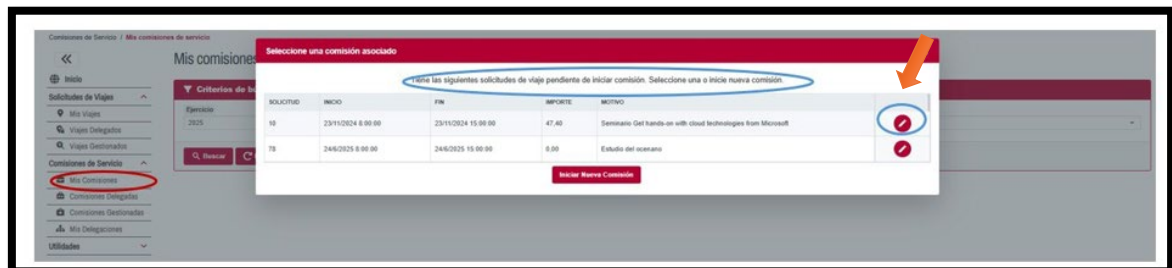 Comisiones de Servicio / Mis comisiones de servicio
Mis comisiones
Inicio
Solicitudes de Viajes
Mis Viajes
Viajes Delegados
Viajes Gestionados
Comisiones de Servicio
Mis Comisiones
Comisiones Delegadas
Comisiones Gestionadas
Mis Delegaciones
Utilidades
Criterios de bú
Ejercicio
2025
Buscar
Seleccione una comisión asociado
Tiene las siguientes solicitudes de viaje pendiente de iniciar comisión. Seleccione una o inicie nueva comisión.
SOLICITUD INICIO FIN IMPORTE MOTIVO
10 23/11/2024 8:00:00 23/11/2024 15:00:00 47,40 Seminario Get hands-on with cloud technologies from Microsoft
78 24/6/2025 8:00:00 24/6/2025 15:00:00 0,00 Estudio del ocenano
Iniciar Nueva Comisión